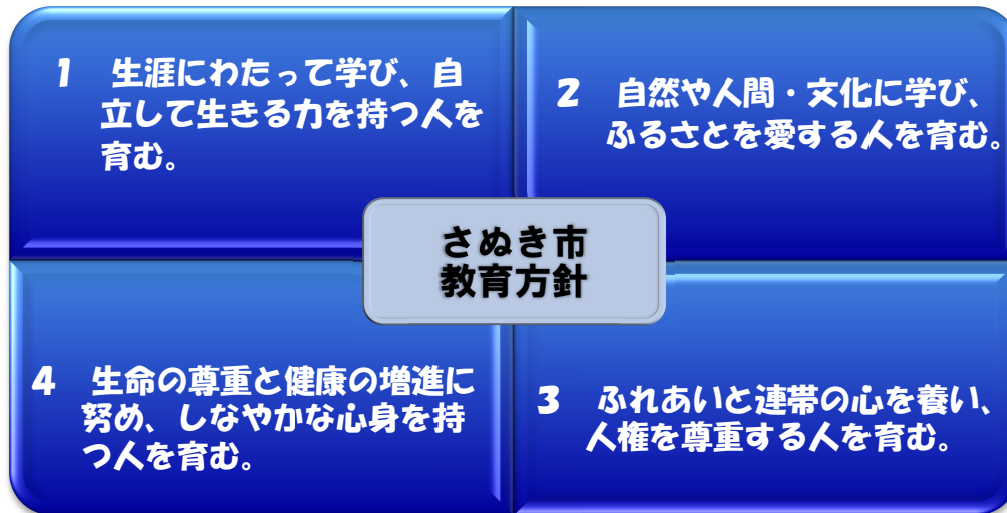 1 生涯にわたって学び、自
立して生きる力を持つ人を
育む。
2 自然や人間・文化に学び、
ふるさとを愛する人を育む。
さぬき市
教育方針
4 生命の尊重と健康の増進に
努め、しなやかな心身を持
つ人を育む。
3 ふれあいと連帯の心を養い、
人権を尊重する人を育む。